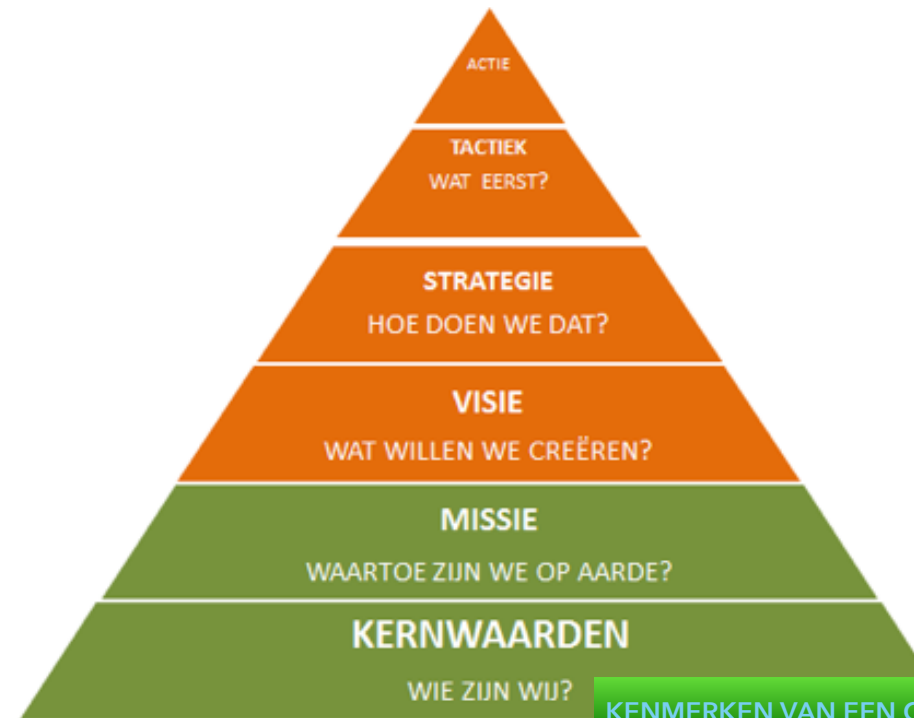 ACTIE
TACTIEK
WAT EERST?
STRATEGIE
HOE DOEN WE DAT?
VISIE
WAT WILLEN WE CREËREN?
MISSIE
WAARTOE ZIJN WE OP AARDE?
KERNWAARDEN
WIE ZIJN WIJ?
KENMERKEN VAN EEN